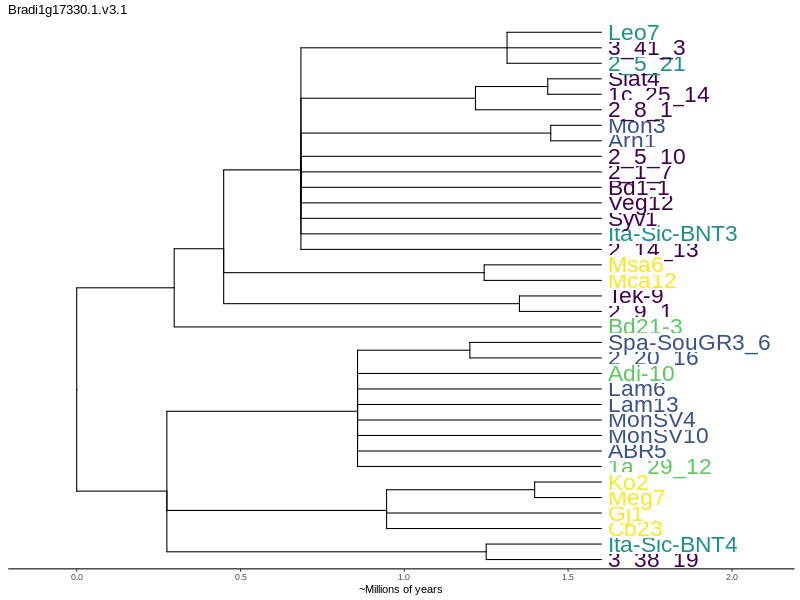 Bradi1g17330.1.v3.1
Leo7
3_41_3
2_5_21
Slat4
1c_25_14
2_8_1
Mon3
Arn1
2_5_10
2_1_7
Bd1-1
Veg12
Syv1
Ita-Sic-BNT3
2_14_13
Msa6
Mca12
Tek-9
2_9_1
Bd21-3
Spa-SouGR3_6
2_20_16
Adi-10
Lam6
Lam13
MonSV4
MonSV10
ABR5
1a_29_12
Ko2
Meg7
Gj1
Cb23
Ita-Sic-BNT4
3_38_19
0.0 0.5 1.0 1.5 2.0
~Millions of years